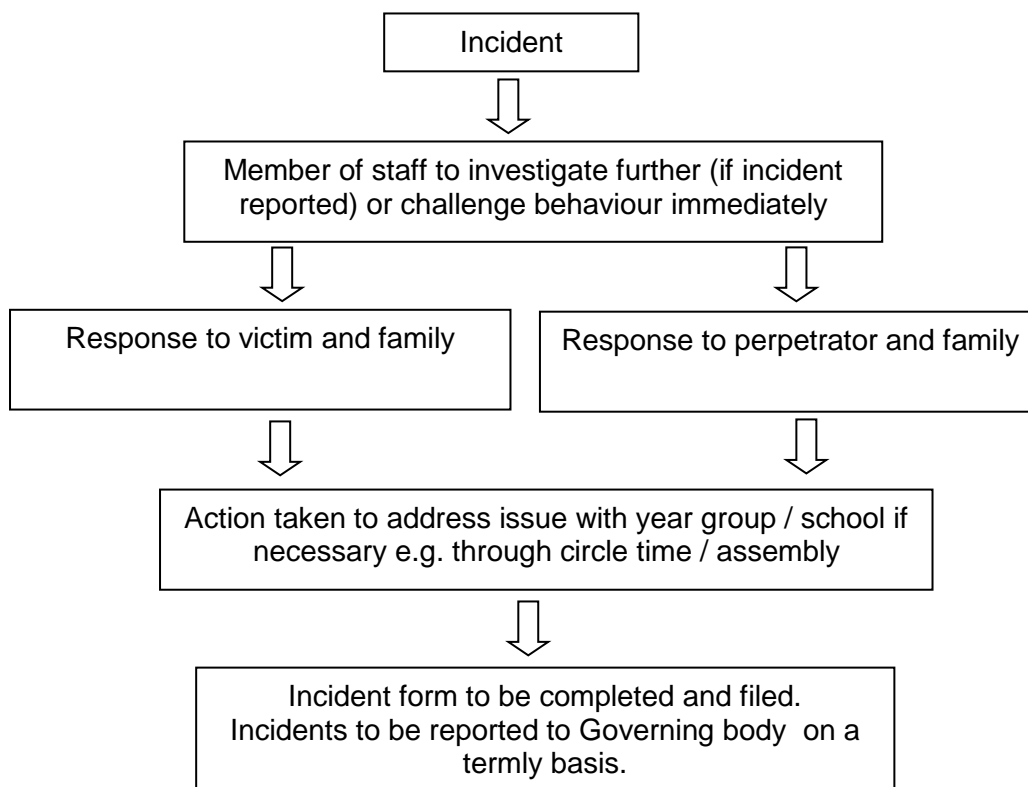 Incident
Member of staff to investigate further (if incident
reported) or challenge behaviour immediately
Response to victim and family
Response to perpetrator and family
Action taken to address issue with year group / school if
necessary e.g. through circle time / assembly
Incident form to be completed and filed.
Incidents to be reported to Governing body  on a
termly basis.